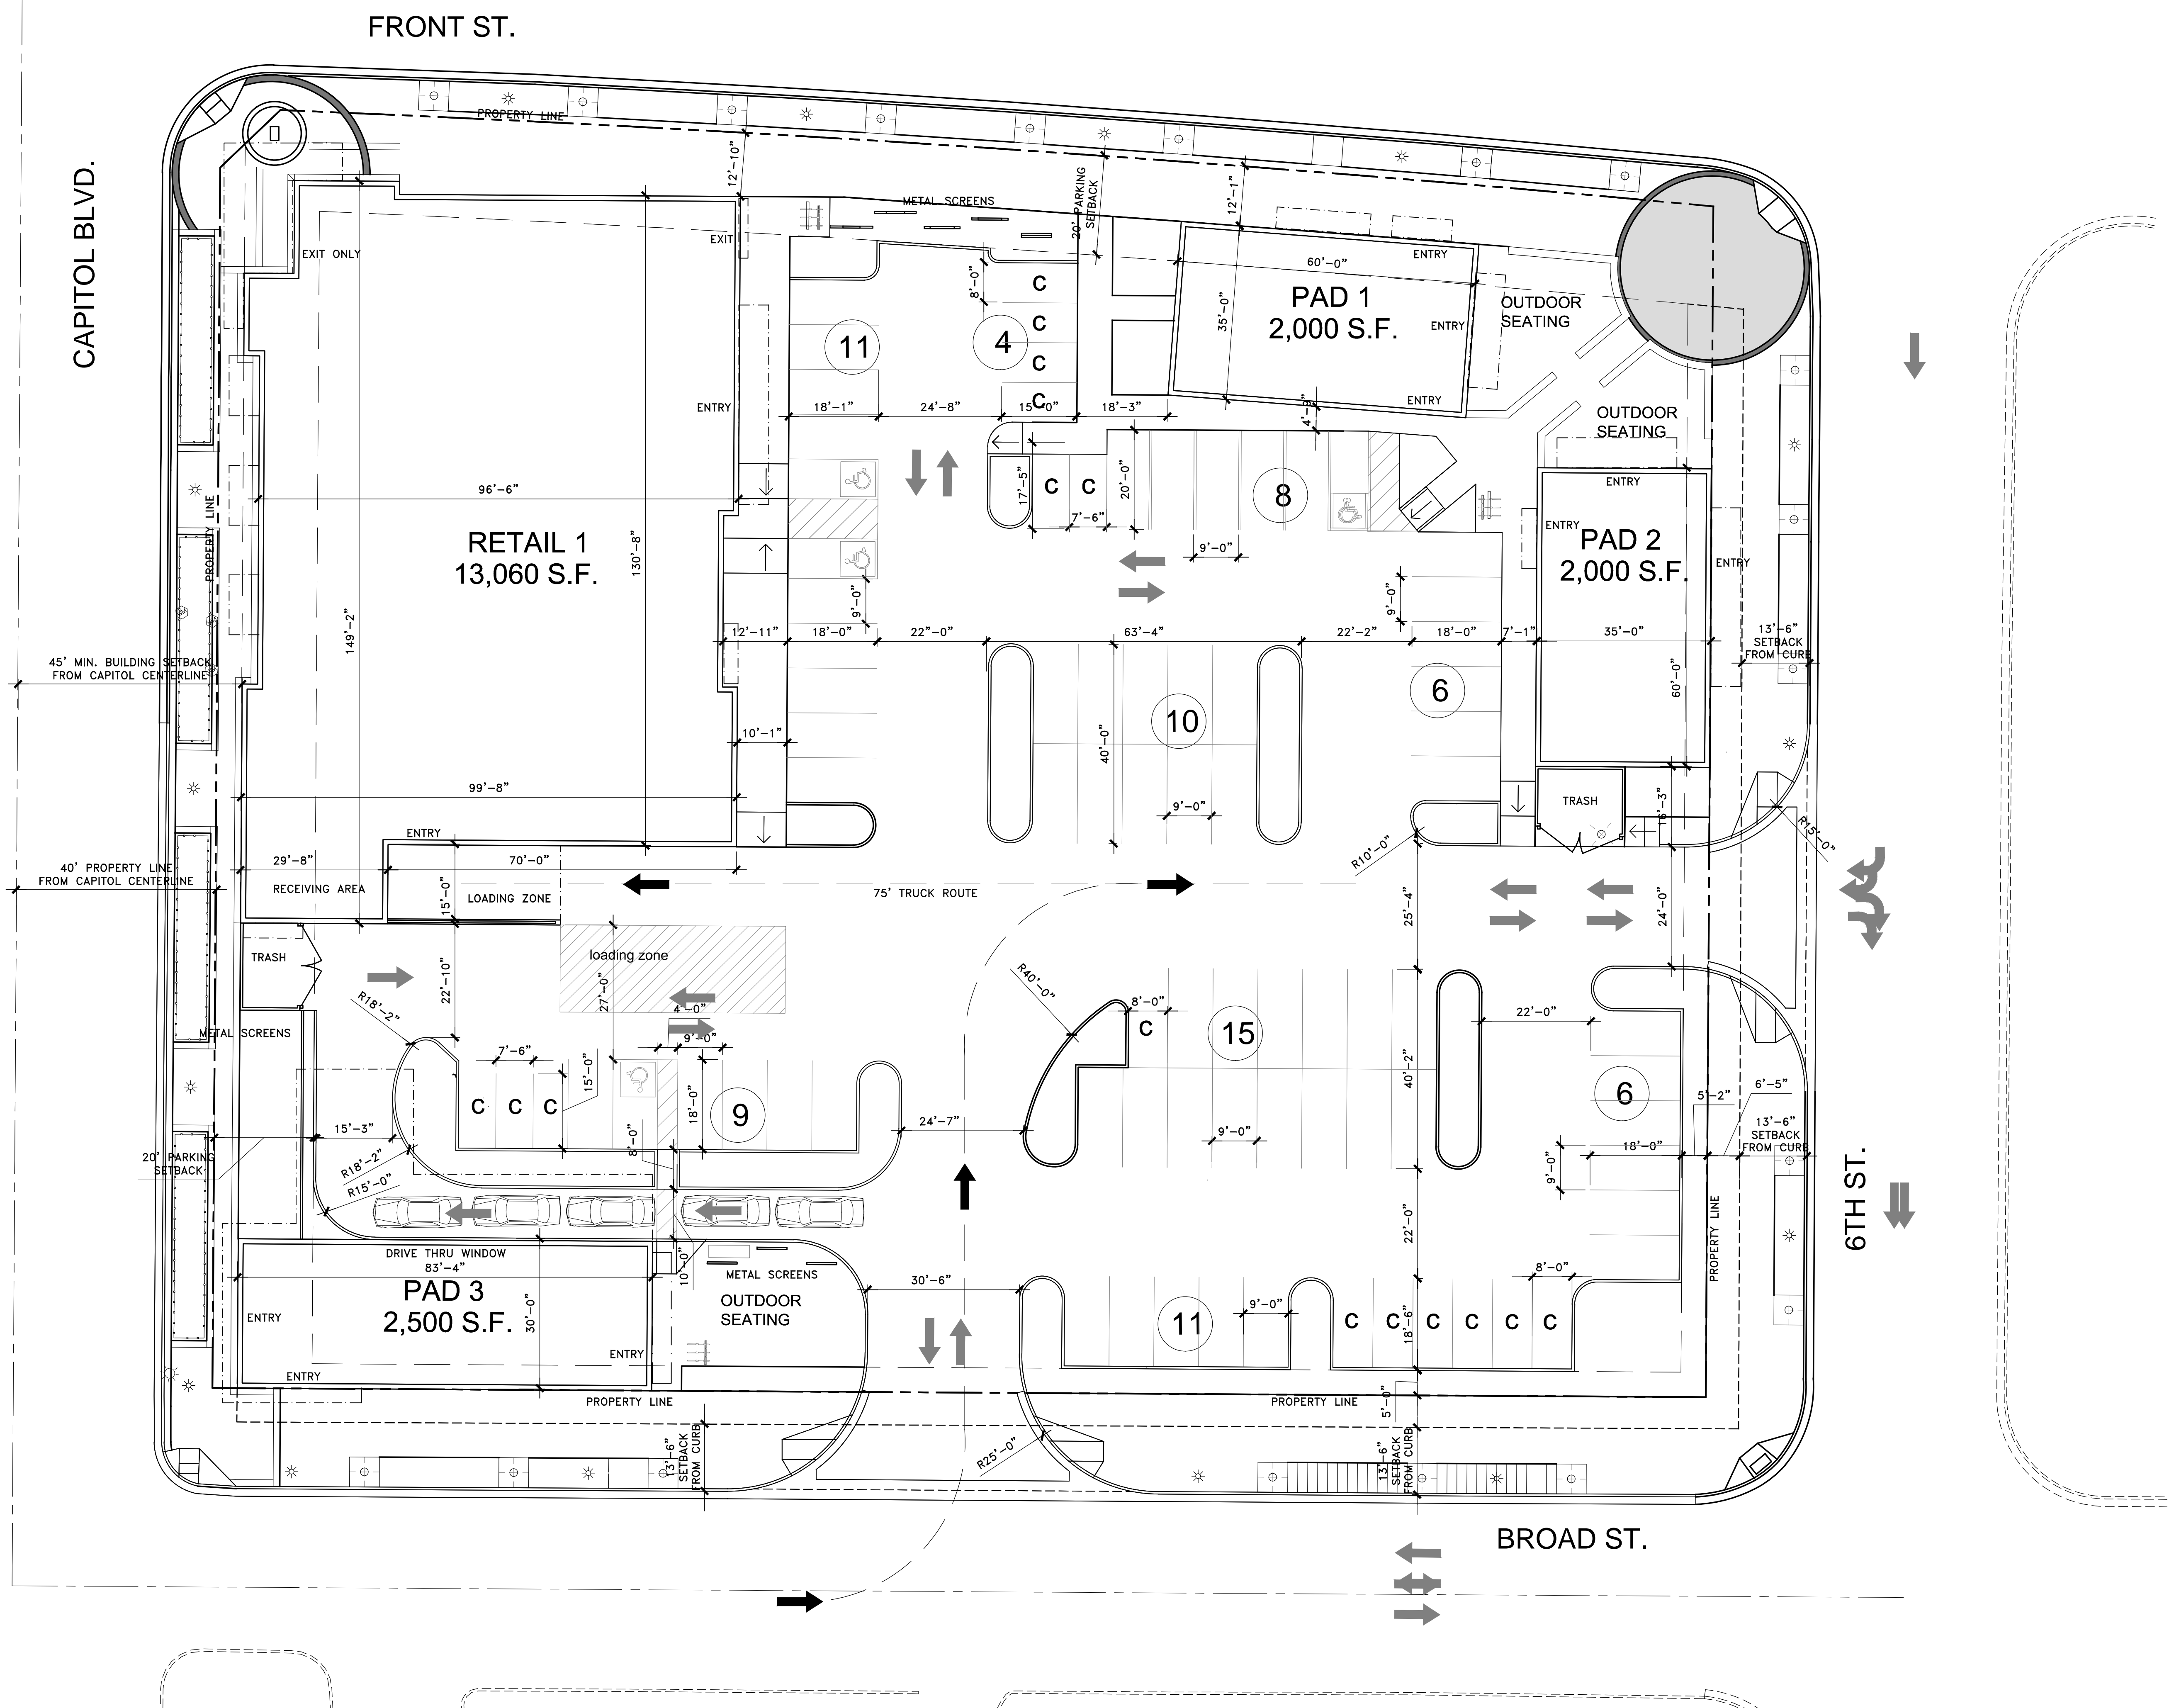 FRONT ST.
CAPITOL BLVD.
PROPERTY LINE
12'-10"
METAL SCREENS
20' PARKING
SETBACK
12'-1"
EXIT
EXIT ONLY
ENTRY
60'-0"
PAD 1
2,000 S.F.
35'-0"
ENTRY
ENTRY
OUTDOOR
SEATING
8'-0"
C
C
C
C
11
4
ENTRY
18'-1"
24'-8"
15'-0"
18'-3"
4'-9"
OUTDOOR
SEATING
96'-6"
RETAIL 1
13,060 S.F.
130'-8"
149'-2"
17'-5"
C
C
7'-6"
20'-0"
8
9'-0"
ENTRY
ENTRY
PAD 2
2,000 S.F.
ENTRY
PROPERTY LINE
9'-0"
9'-0"
12'-11"
18'-0"
22"-0"
63'-4"
22'-2"
18'-0"
7'-1"
35'-0"
13'-6"
SETBACK
FROM CURB
45' MIN. BUILDING SETBACK
FROM CAPITOL CENTERLINE
60'-0"
10
6
10'-1"
40'-0"
99'-8"
9'-0"
TRASH
16'-3"
R15'-0"
ENTRY
R10'-0"
29'-8"
70'-0"
40' PROPERTY LINE
FROM CAPITOL CENTERLINE
RECEIVING AREA
15'-0"
LOADING ZONE
75' TRUCK ROUTE
25'-4"
24'-0"
TRASH
loading zone
22'-10"
27'-0"
R18'-2"
METAL SCREENS
4'-0"
9'-0"
7'-6"
15'-0"
R40'-0"
8'-0"
C
15
22'-0"
40'-2"
C
C
C
18'-0"
9
24'-7"
9'-0"
6
5'-2"
6'-5"
13'-6"
SETBACK
FROM CURB
15'-3"
8'-0"
18'-0"
9'-0"
20' PARKING
SETBACK
R18'-2"
R15'-0"
6TH ST.
PROPERTY LINE
22'-0"
DRIVE THRU WINDOW
83'-4"
PAD 3
2,500 S.F.
30'-0"
10'-0"
METAL SCREENS
OUTDOOR
SEATING
ENTRY
ENTRY
ENTRY
30'-6"
11
9'-0"
8'-0"
C
C
C
C
C
C
18'-6"
PROPERTY LINE
PROPERTY LINE
5'-0"
13'-6"
SETBACK
FROM CURB
R25'-0"
13'-6"
SETBACK
FROM CURB
BROAD ST.